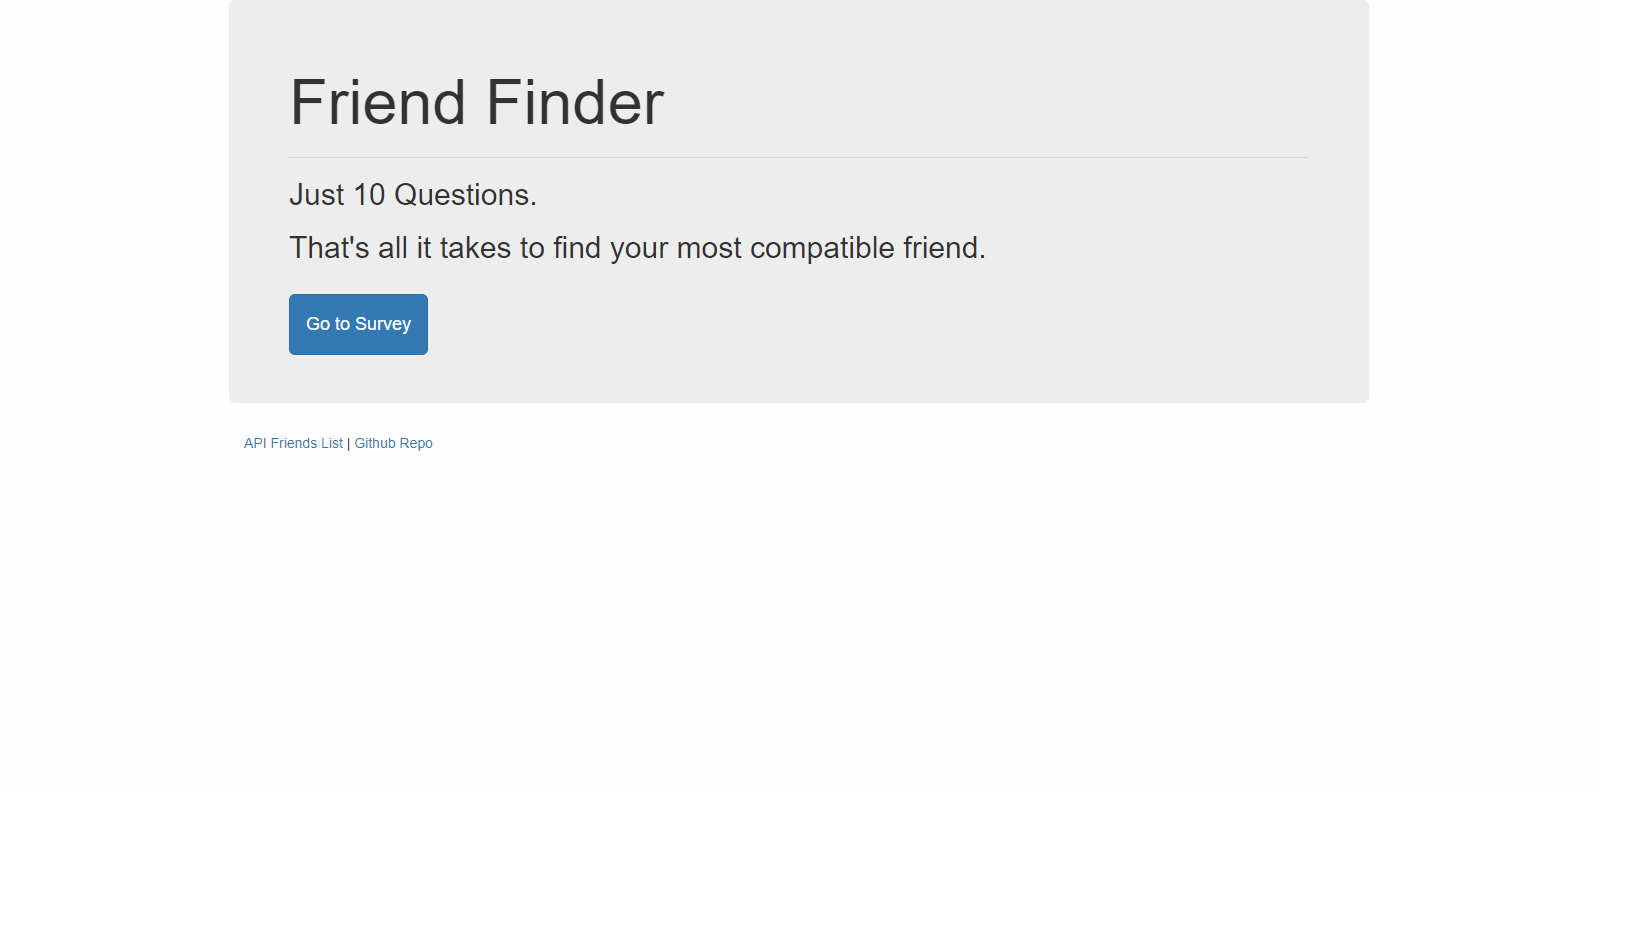 Friend Finder
Just 10 Questions.
That's all it takes to find your most compatible friend.
Go to Survey
API Friends List | Github Repo